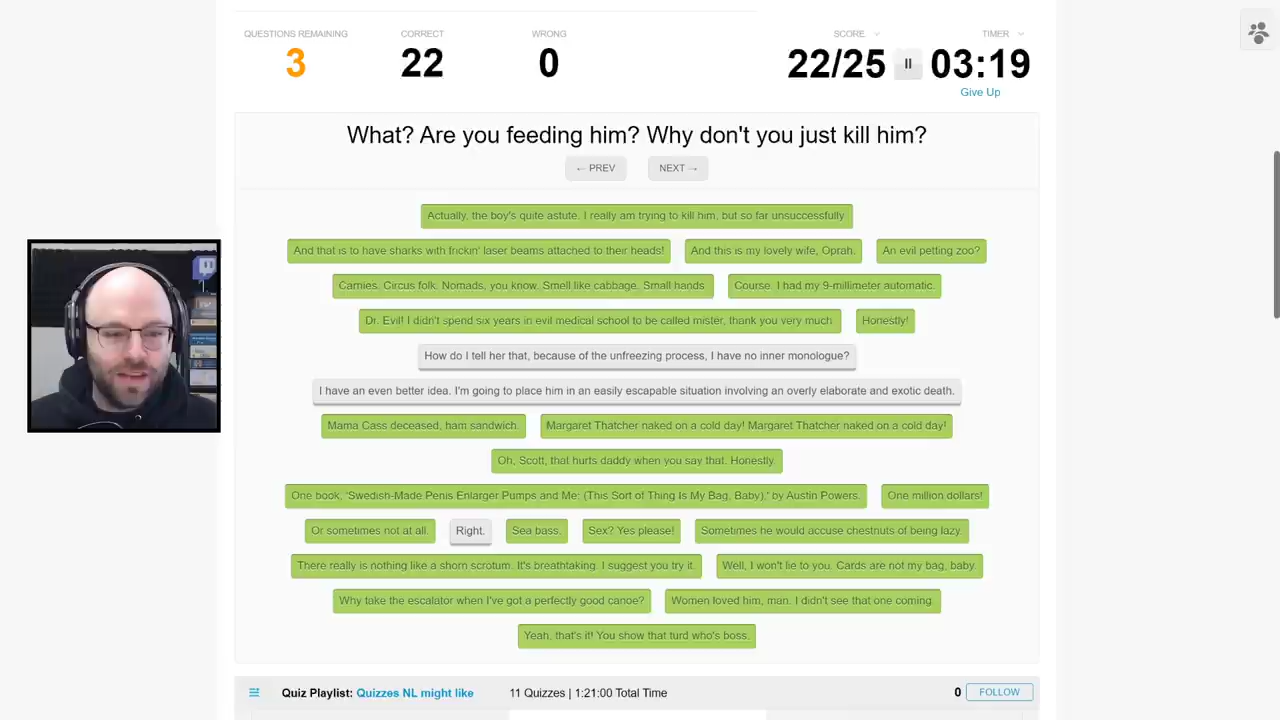 QUESTIONS REMAINING CORRECT WRONG SCORE TIMER
3 22 0 22/25 03:19
Give Up
What? Are you feeding him? Why don't you just kill him?
← PREV NEXT →
Actually, the boy's quite astute. I really am trying to kill him, but so far unsuccessfully
And that is to have sharks with frickin' laser beams attached to their heads! And this is my lovely wife, Oprah. An evil petting zoo?
Carnies. Circus folk. Nomads, you know. Smell like cabbage. Small hands Course. I had my 9-millimeter automatic.
Dr. Evil! I didn't spend six years in evil medical school to be called mister, thank you very much Honestly!
How do I tell her that, because of the unfreezing process, I have no inner monologue?
I have an even better idea. I'm going to place him in an easily escapable situation involving an overly elaborate and exotic death.
Mama Cass deceased, ham sandwich. Margaret Thatcher naked on a cold day! Margaret Thatcher naked on a cold day!
Oh, Scott, that hurts daddy when you say that. Honestly.
One book, 'Swedish-Made Penis Enlarger Pumps and Me: (This Sort of Thing Is My Bag, Baby),' by Austin Powers. One million dollars!
Or sometimes not at all. Right. Sea bass. Sex? Yes please! Sometimes he would accuse chestnuts of being lazy.
There really is nothing like a shorn scrotum. It's breathtaking. I suggest you try it. Well, I won't lie to you. Cards are not my bag, baby.
Why take the escalator when I've got a perfectly good canoe? Women loved him, man. I didn't see that one coming.
Yeah, that's it! You show that turd who's boss.
Quiz Playlist: Quizzes NL might like 11 Quizzes | 1:21:00 Total Time 0 FOLLOW